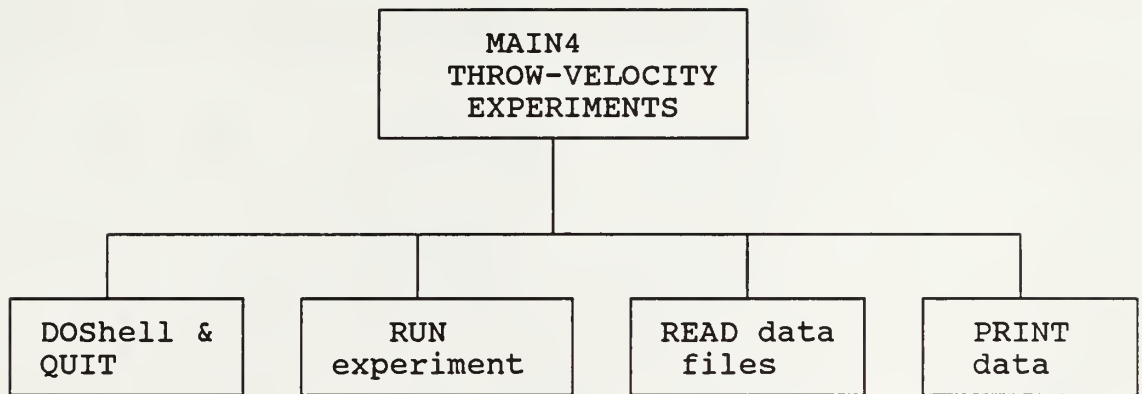 MAIN4
THROW-VELOCITY
EXPERIMENTS
DOShell &
QUIT
RUN
experiment
READ data
files
PRINT
data